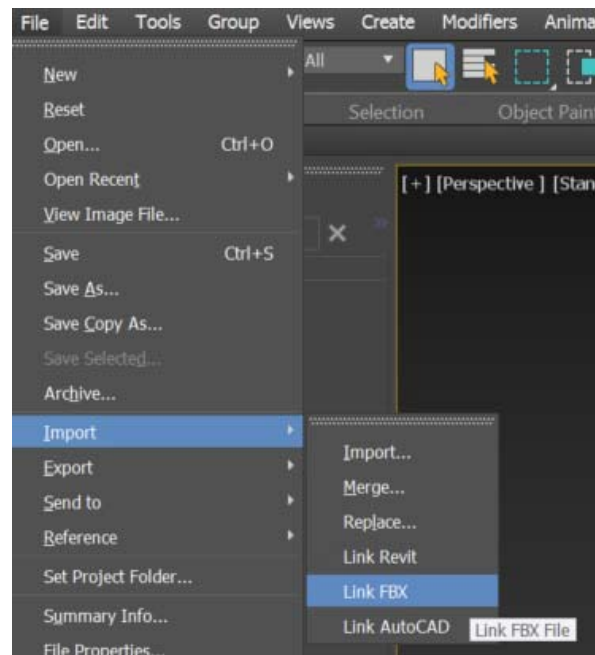 File Edit Tools Group Views Create Modifiers Anima
All
Selection Object Pain
[+] [Perspective ] [Stan
New
Reset
Open... Ctrl+O
Open Recent
View Image File...
Save Ctrl+S
Save As...
Save Copy As...
Save Selected...
Archive...
Import
Export
Send to
Reference
Set Project Folder...
Summary Info...
File Properties...
Import...
Merge...
Replace...
Link Revit
Link FBX
Link AutoCAD
Link FBX File